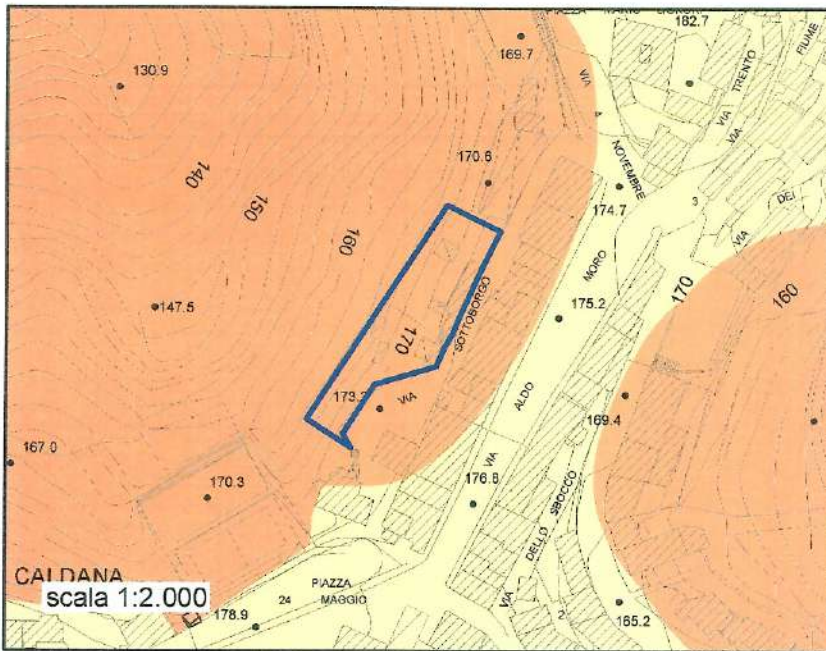 182.7
169.7
130.9
VIA
TRENTO
VIA
VIA
FIUME
170.6
NOVEMBRE
174.7
3
DEI
VIA
140
150
160
MORO
175.2
170
160
147.5
SOTTOBORGO
170
ALDO
173.2
VIA
169.4
167.0
170.3
VIA
176.8
SBOCCO
DELLO
VIA
CALDANA
scala 1:2.000
PIAZZA
24 MAGGIO
178.9
2
165.2